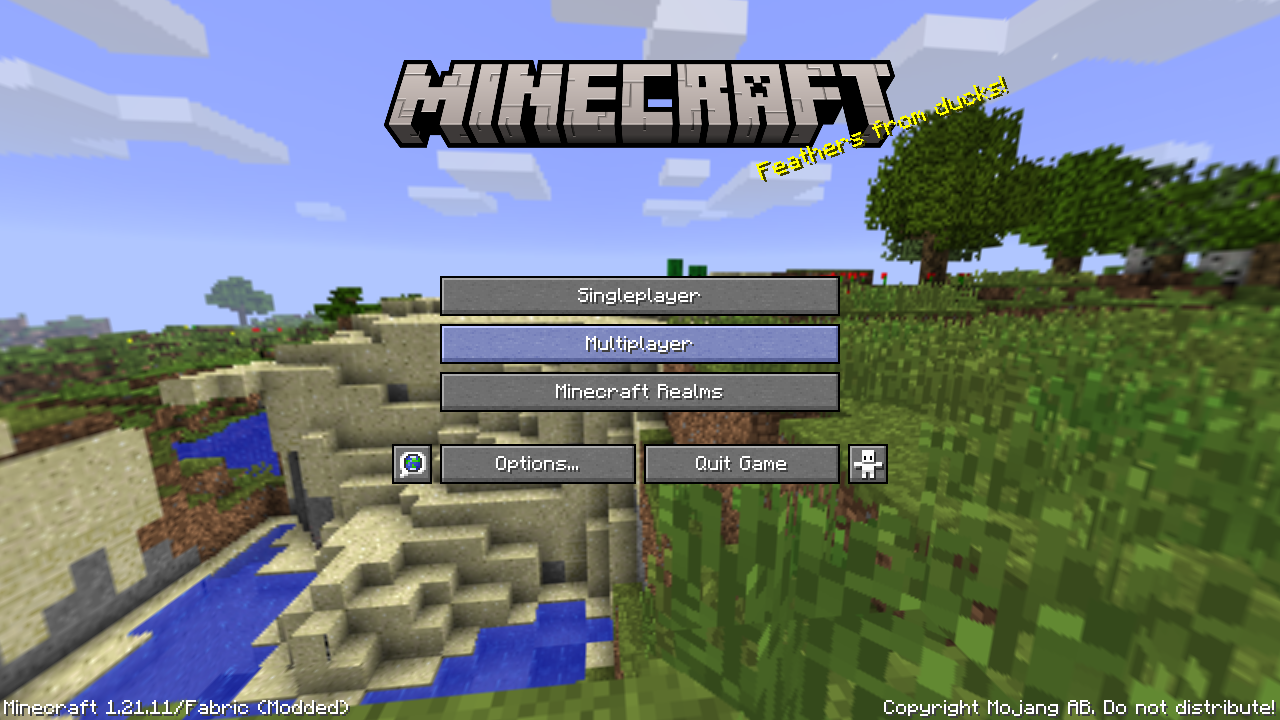 MINECRAFT
Feathers from ducks!
Singleplayer
Multiplayer
Minecraft Realms
Options...
Quit Game
Minecraft 1.21.11/Fabric (Modded)
Copyright Mojang AB. Do not distribute!